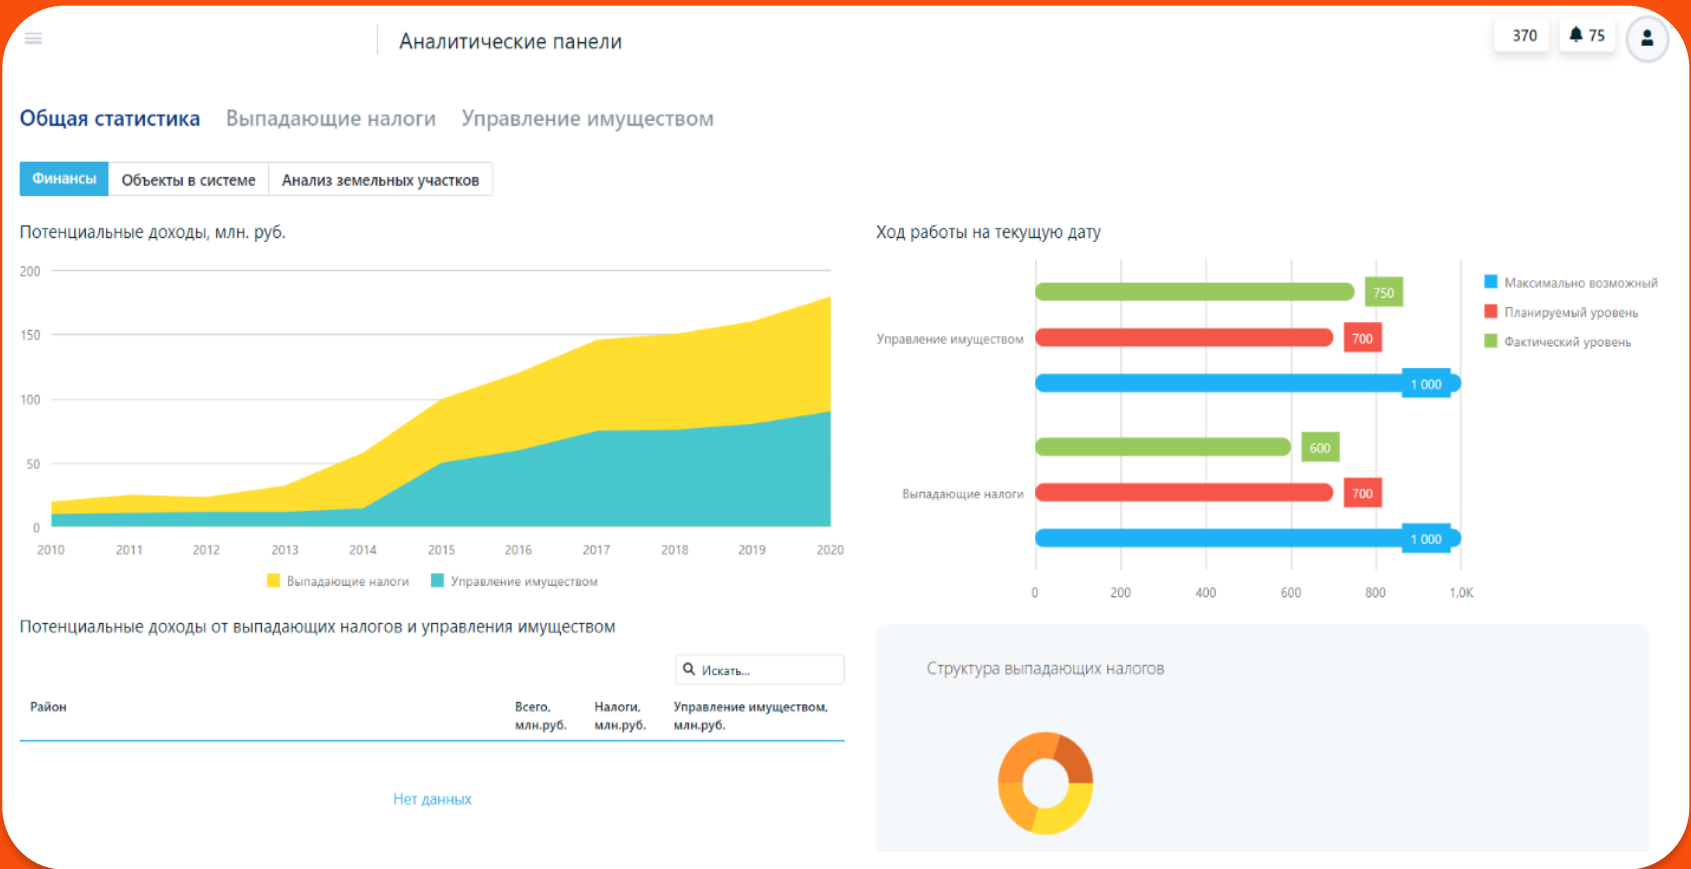 Аналитические панели
370
75
Общая статистика Выпадающие налоги Управление имуществом
Финансы Объекты в системе Анализ земельных участков
Потенциальные доходы, млн. руб.
200
150
100
50
0
2010 2011 2012 2013 2014 2015 2016 2017 2018 2019 2020
Выпадающие налоги Управление имуществом
Ход работы на текущую дату
750
Управление имуществом 700
1 000
600
Выпадающие налоги 700
1 000
0 200 400 600 800 1,0K
Максимально возможный
Планируемый уровень
Фактический уровень
Потенциальные доходы от выпадающих налогов и управления имуществом
Искать...
Район Всего, млн.руб. Налоги, млн.руб. Управление имуществом, млн.руб.
Нет данных
Структура выпадающих налогов